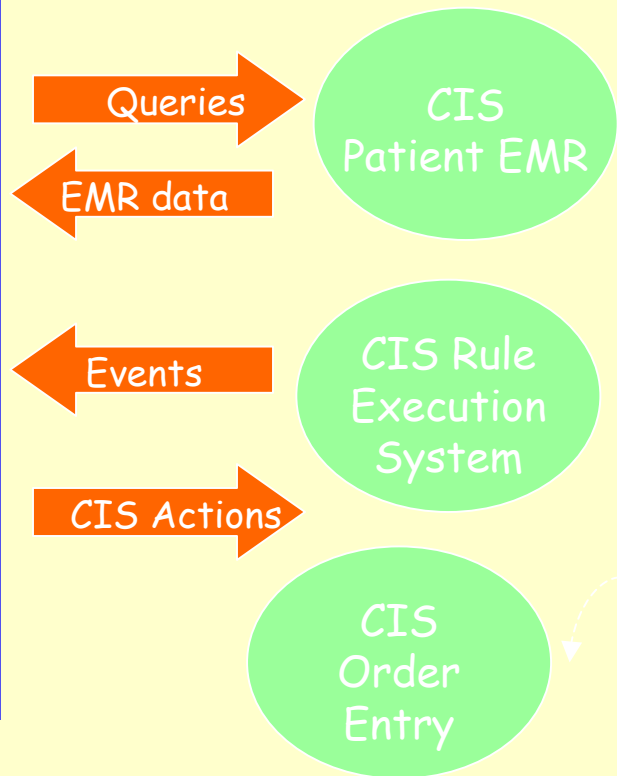 Queries
CIS
Patient EMR
EMR data
Events
CIS Rule
Execution
System
CIS Actions
CIS
Order
Entry